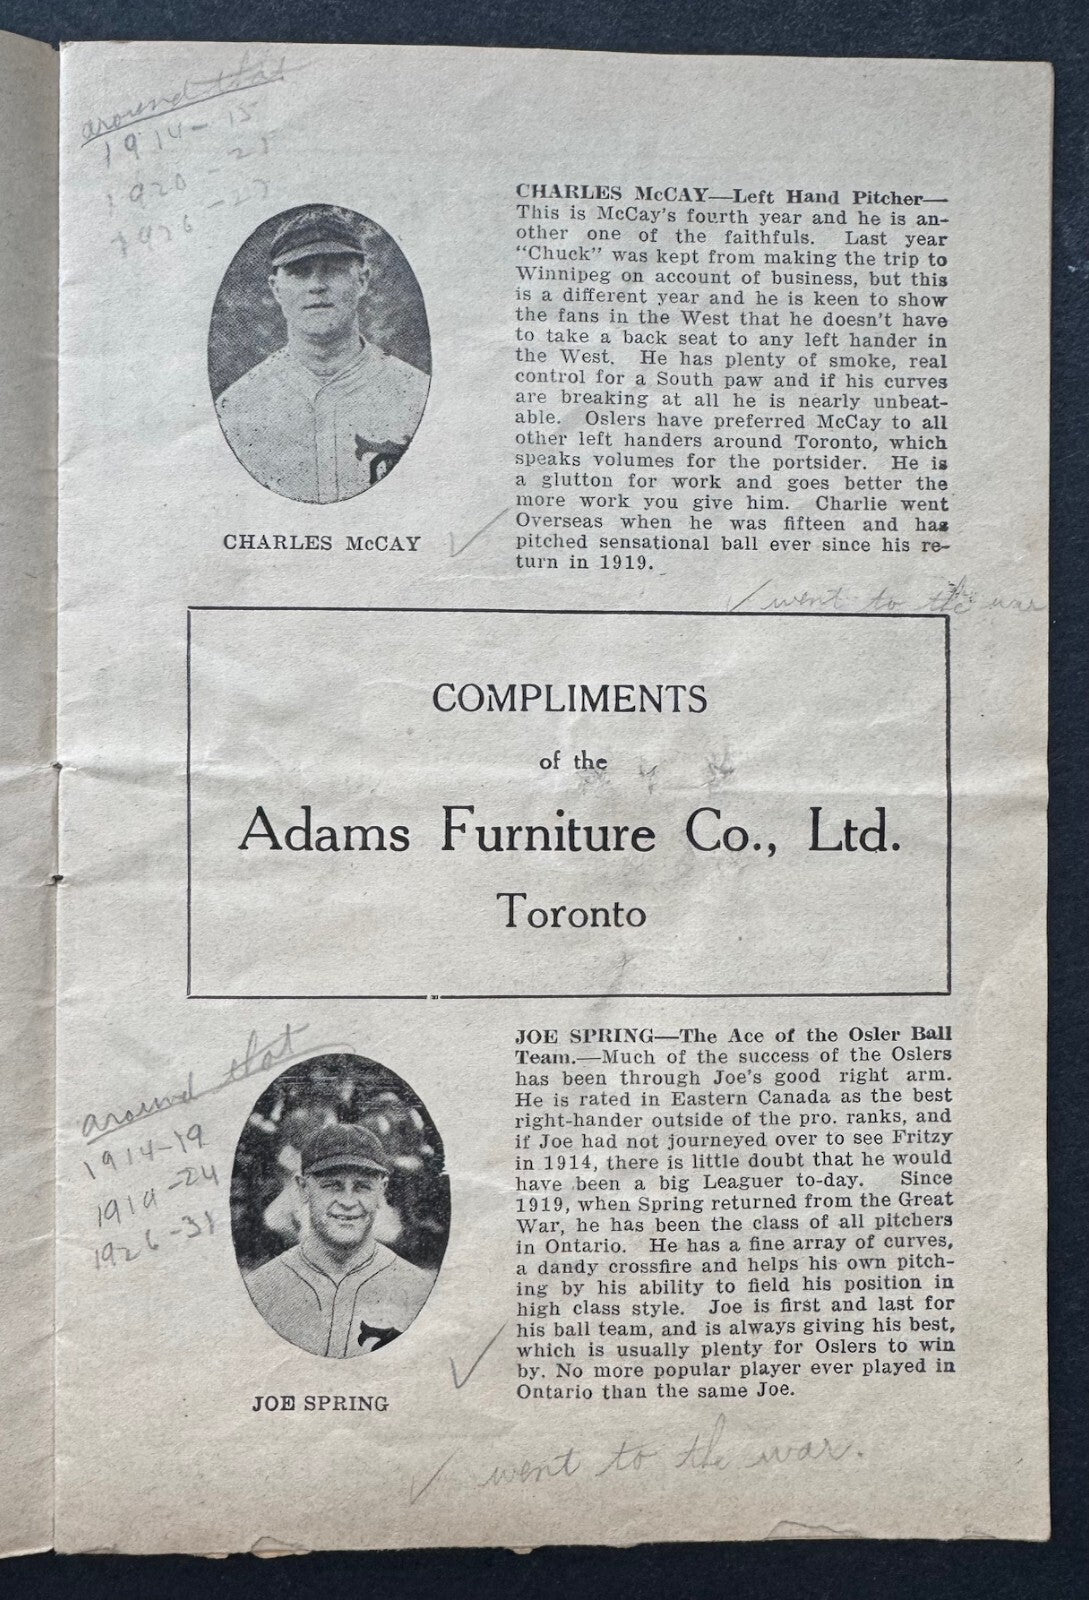 around that
1914-15
1920-21
1926-27
CHARLES McCAY—Left Hand Pitcher—
This is McCay's fourth year and he is an-
other one of the faithfuls. Last year
"Chuck" was kept from making the trip to
Winnipeg on account of business, but this
is a different year and he is keen to show
the fans in the West that he doesn't have
to take a back seat to any left hander in
the West. He has plenty of smoke, real
control for a South paw and if his curves
are breaking at all he is nearly unbeat-
able. Oslers have preferred McCay to all
other left handers around Toronto, which
speaks volumes for the portsider. He is
a glutton for work and goes better the
more work you give him. Charlie went
Overseas when he was fifteen and has
pitched sensational ball ever since his re-
turn in 1919.
CHARLES McCAY
✓ went to the war
COMPLIMENTS
of the
Adams Furniture Co., Ltd.
Toronto
around that
1914-19
1919-24
1926-31
JOE SPRING—The Ace of the Osler Ball
Team.—Much of the success of the Oslers
has been through Joe's good right arm.
He is rated in Eastern Canada as the best
right-hander outside of the pro. ranks, and
if Joe had not journeyed over to see Fritzy
in 1914, there is little doubt that he would
have been a big Leaguer to-day. Since
1919, when Spring returned from the Great
War, he has been the class of all pitchers
in Ontario. He has a fine array of curves,
a dandy crossfire and helps his own pitch-
ing by his ability to field his position in
high class style. Joe is first and last for
his ball team, and is always giving his best,
which is usually plenty for Oslers to win
by. No more popular player ever played in
Ontario than the same Joe.
JOE SPRING
✓ went to the war.